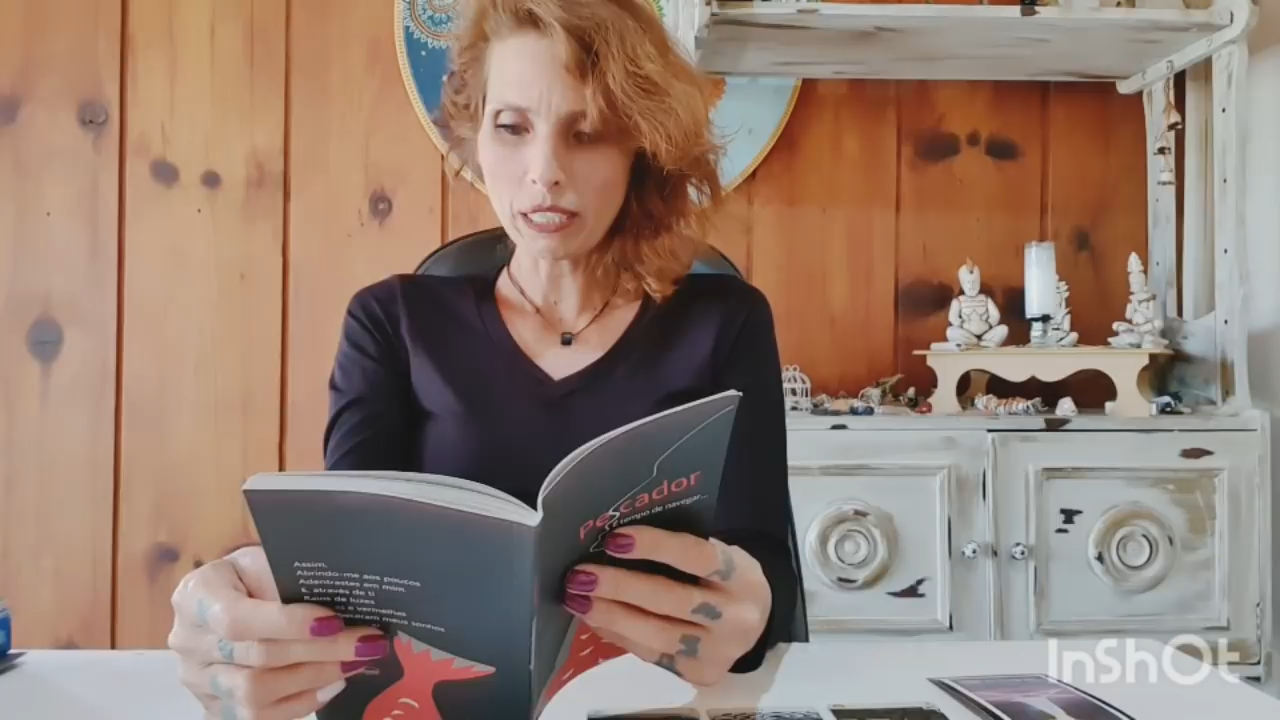 Pescador
É tempo de navegar...
Assim,
Abrindo-me aos poucos
Adentrastes em mim.
E, através de ti
Raios de luzes
e vermelhas
meus sonhos
InShOt